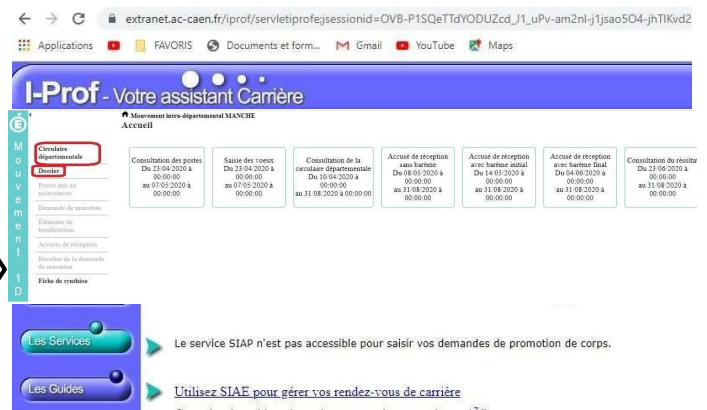 extranet.ac-caen.fr/iprof/servletiprofe;jsessionid=OVB-P1SQeTTdYODUZcd_J1_uPv-am2nl-j1jsao5O4-jhTIKvd2
Applications FAVORIS Documents et form... Gmail YouTube Maps
I-Prof - Votre assistant Carrière
Mouvement intra-départemental MANCHE
Accueil
Mouvement 1D
Circulaire
départementale
Dossier
Postes mis au
mouvement
Demande de mutation
Éléments de
bonifications
Accusés de réception
Résultat de la demande
de mutation
Fiche de synthèse
Consultation des postes
Du 23/04/2020 à
00:00:00
au 07/05/2020 à
00:00:00
Saisie des voeux
Du 23/04/2020 à
00:00:00
au 07/05/2020 à
00:00:00
Consultation de la
circulaire départementale
Du 10/04/2020 à
00:00:00
au 31/08/2020 à 00:00:00
Accusé de réception
sans barème
Du 08/05/2020 à
00:00:00
au 31/08/2020 à
00:00:00
Accusé de réception
avec barème initial
Du 14/05/2020 à
00:00:00
au 31/08/2020 à
00:00:00
Accusé de réception
avec barème final
Du 04/06/2020 à
00:00:00
au 31/08/2020 à
00:00:00
Consultation du résulta
Du 23/06/2020 à
00:00:00
au 31/08/2020 à
00:00:00
Les Services
Le service SIAP n'est pas accessible pour saisir vos demandes de promotion de corps.
Les Guides
Utilisez SIAE pour gérer vos rendez-vous de carrière